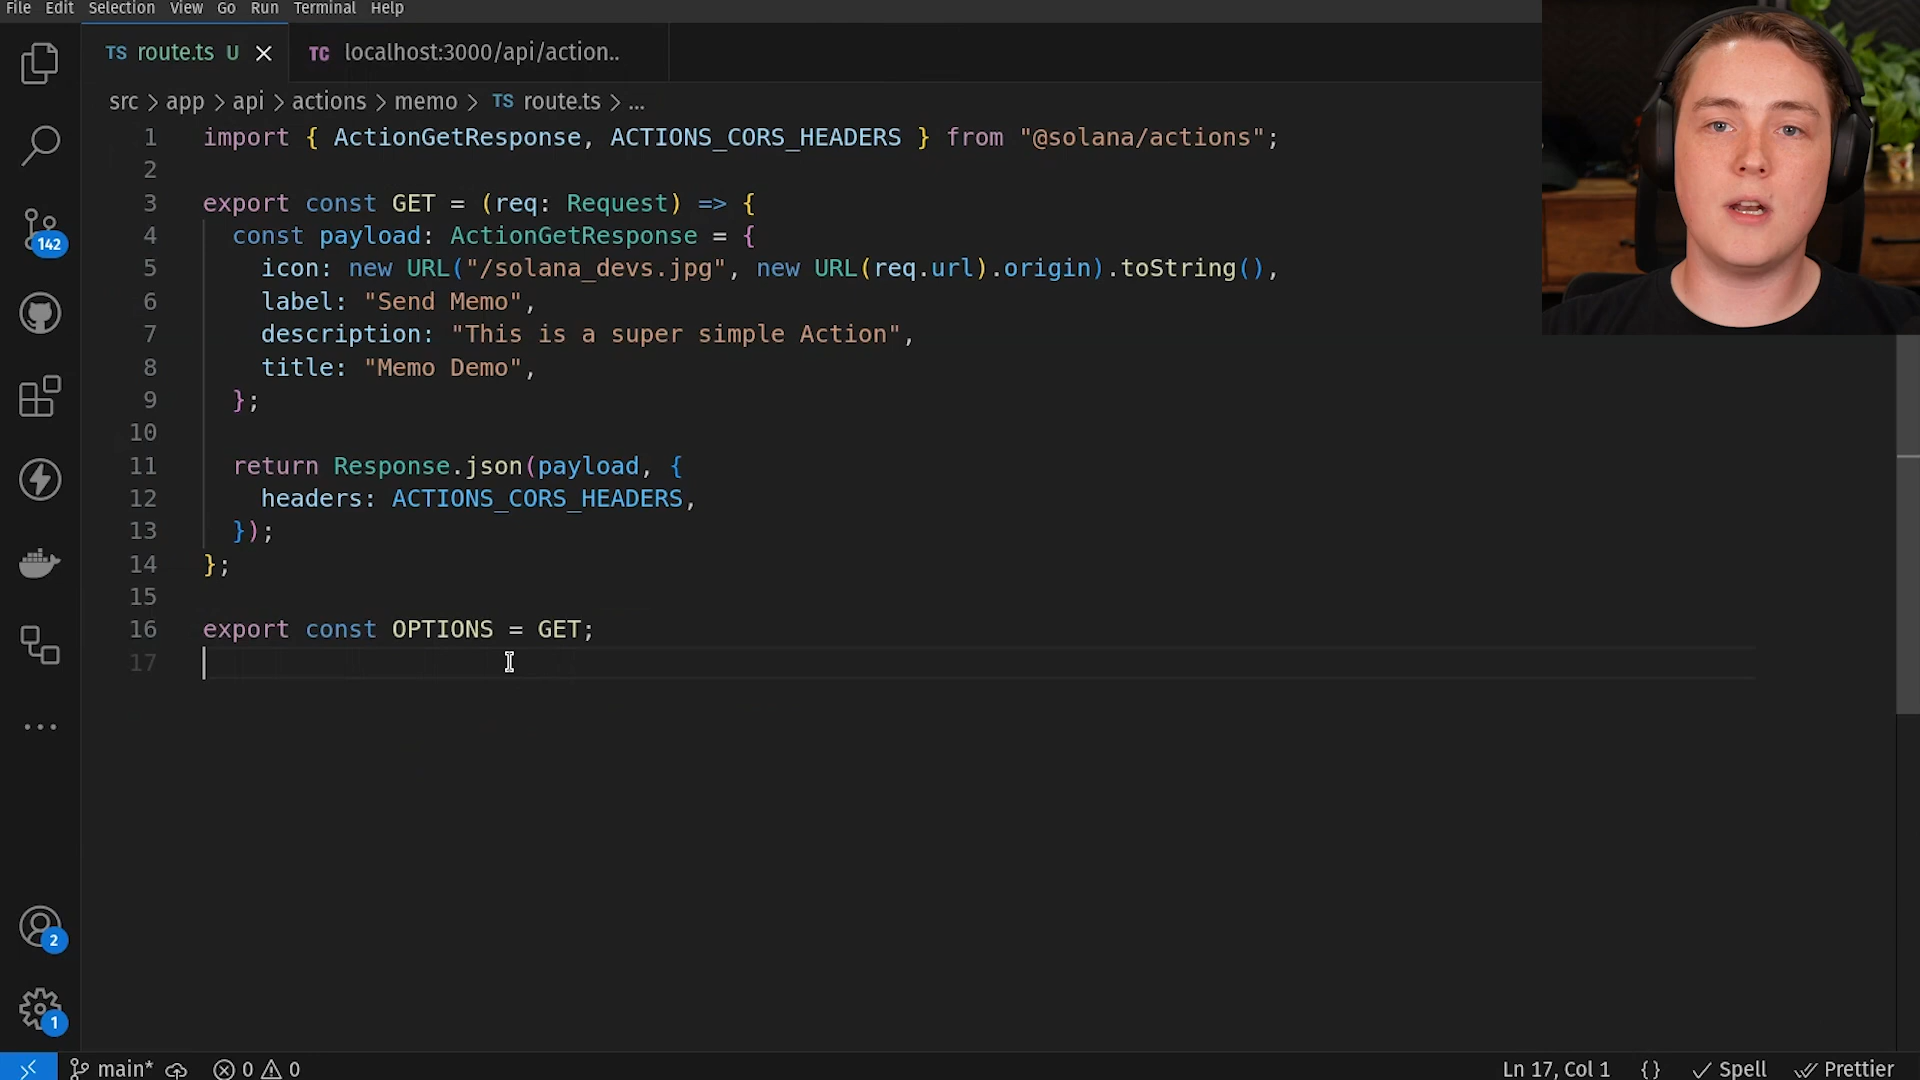 File Edit Selection View Go Run Terminal Help
TS route.ts U TC localhost:3000/api/action..
src > app > api > actions > memo > TS route.ts > ...
1 import { ActionGetResponse, ACTIONS_CORS_HEADERS } from "@solana/actions";
2
3 export const GET = (req: Request) => {
4 const payload: ActionGetResponse = {
5 icon: new URL("/solana_devs.jpg", new URL(req.url).origin).toString(),
6 label: "Send Memo",
7 description: "This is a super simple Action",
8 title: "Memo Demo",
9 };
10
11 return Response.json(payload, {
12 headers: ACTIONS_CORS_HEADERS,
13 });
14 };
15
16 export const OPTIONS = GET;
17
142
2
1
main* 0 0 Ln 17, Col 1 {} Spell Prettier